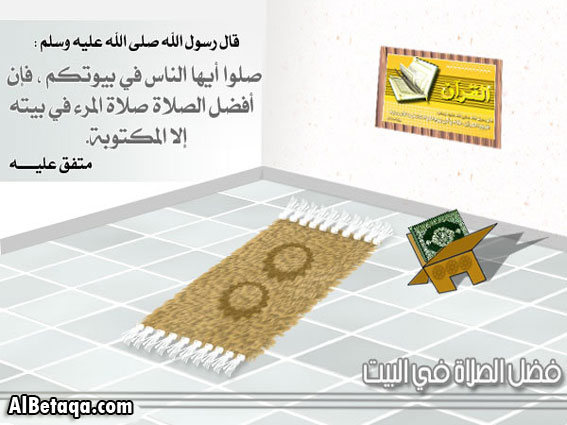 قال رسول الله صلى الله عليه وسلم :
صلوا أيها الناس في بيوتكم ، فإن
أفضل الصلاة صلاة المرء في بيته
إلا المكتوبة.
متفق عليـــه
القرآن
فضل الصلاة في البيت
AlBetaqa.com